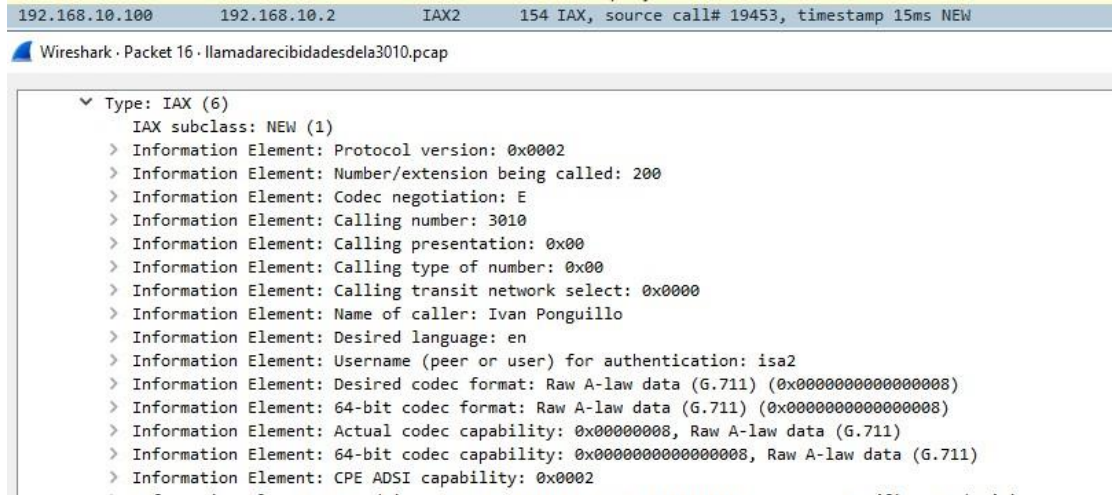 192.168.10.100 192.168.10.2 IAX2 154 IAX, source call# 19453, timestamp 15ms NEW
Wireshark · Packet 16 · llamadarecibidadesdela3010.pcap
Type: IAX (6)
IAX subclass: NEW (1)
Information Element: Protocol version: 0x0002
Information Element: Number/extension being called: 200
Information Element: Codec negotiation: E
Information Element: Calling number: 3010
Information Element: Calling presentation: 0x00
Information Element: Calling type of number: 0x00
Information Element: Calling transit network select: 0x0000
Information Element: Name of caller: Ivan Ponguillo
Information Element: Desired language: en
Information Element: Username (peer or user) for authentication: isa2
Information Element: Desired codec format: Raw A-law data (G.711) (0x0000000000000008)
Information Element: 64-bit codec format: Raw A-law data (G.711) (0x0000000000000008)
Information Element: Actual codec capability: 0x00000008, Raw A-law data (G.711)
Information Element: 64-bit codec capability: 0x0000000000000008, Raw A-law data (G.711)
Information Element: CPE ADSI capability: 0x0002